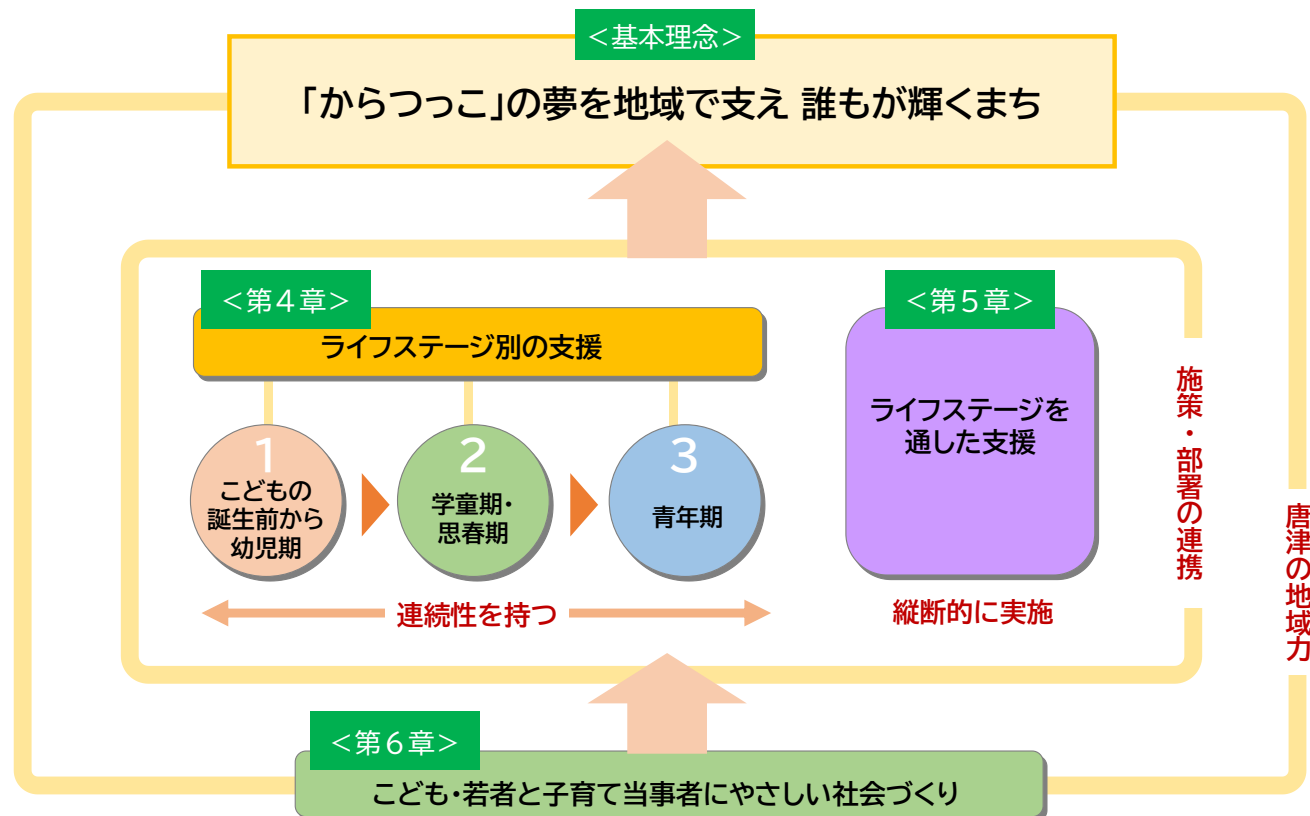 ＜基本理念＞
「からつっこ」の夢を地域で支え 誰もが輝くまち
＜第４章＞
ライフステージ別の支援
1
こどもの
誕生前から
幼児期
2
学童期・
思春期
3
青年期
連続性を持つ
＜第５章＞
ライフステージを
通した支援
縦断的に実施
施策・部署の連携
唐津の地域力
＜第６章＞
こども・若者と子育て当事者にやさしい社会づくり